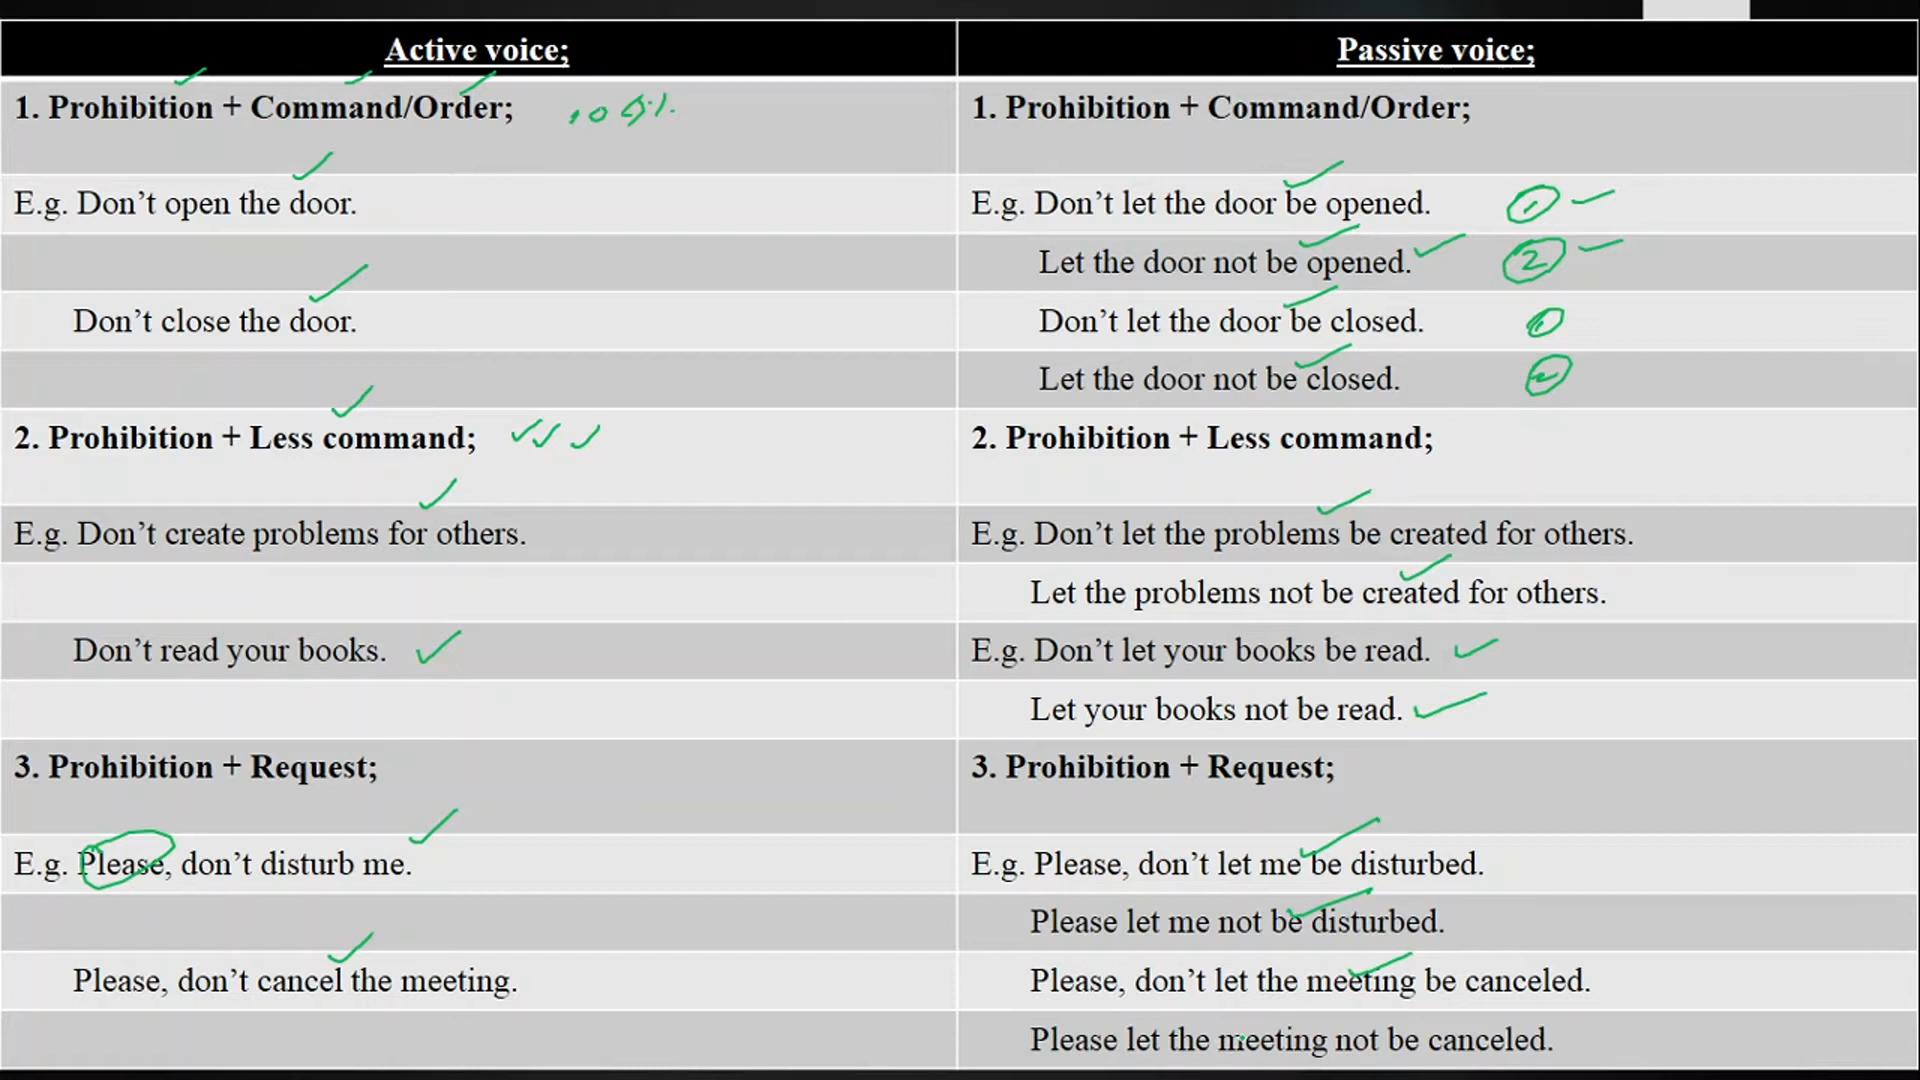 Active voice;
Passive voice;
1. Prohibition + Command/Order;
100%
1. Prohibition + Command/Order;
E.g. Don’t open the door.
E.g. Don’t let the door be opened.
1
Let the door not be opened.
2
Don’t close the door.
Don’t let the door be closed.
1
Let the door not be closed.
2
2. Prohibition + Less command;
2. Prohibition + Less command;
E.g. Don’t create problems for others.
E.g. Don’t let the problems be created for others.
Let the problems not be created for others.
Don’t read your books.
E.g. Don’t let your books be read.
Let your books not be read.
3. Prohibition + Request;
3. Prohibition + Request;
E.g. Please, don’t disturb me.
E.g. Please, don’t let me be disturbed.
Please let me not be disturbed.
Please, don’t cancel the meeting.
Please, don’t let the meeting be canceled.
Please let the meeting not be canceled.